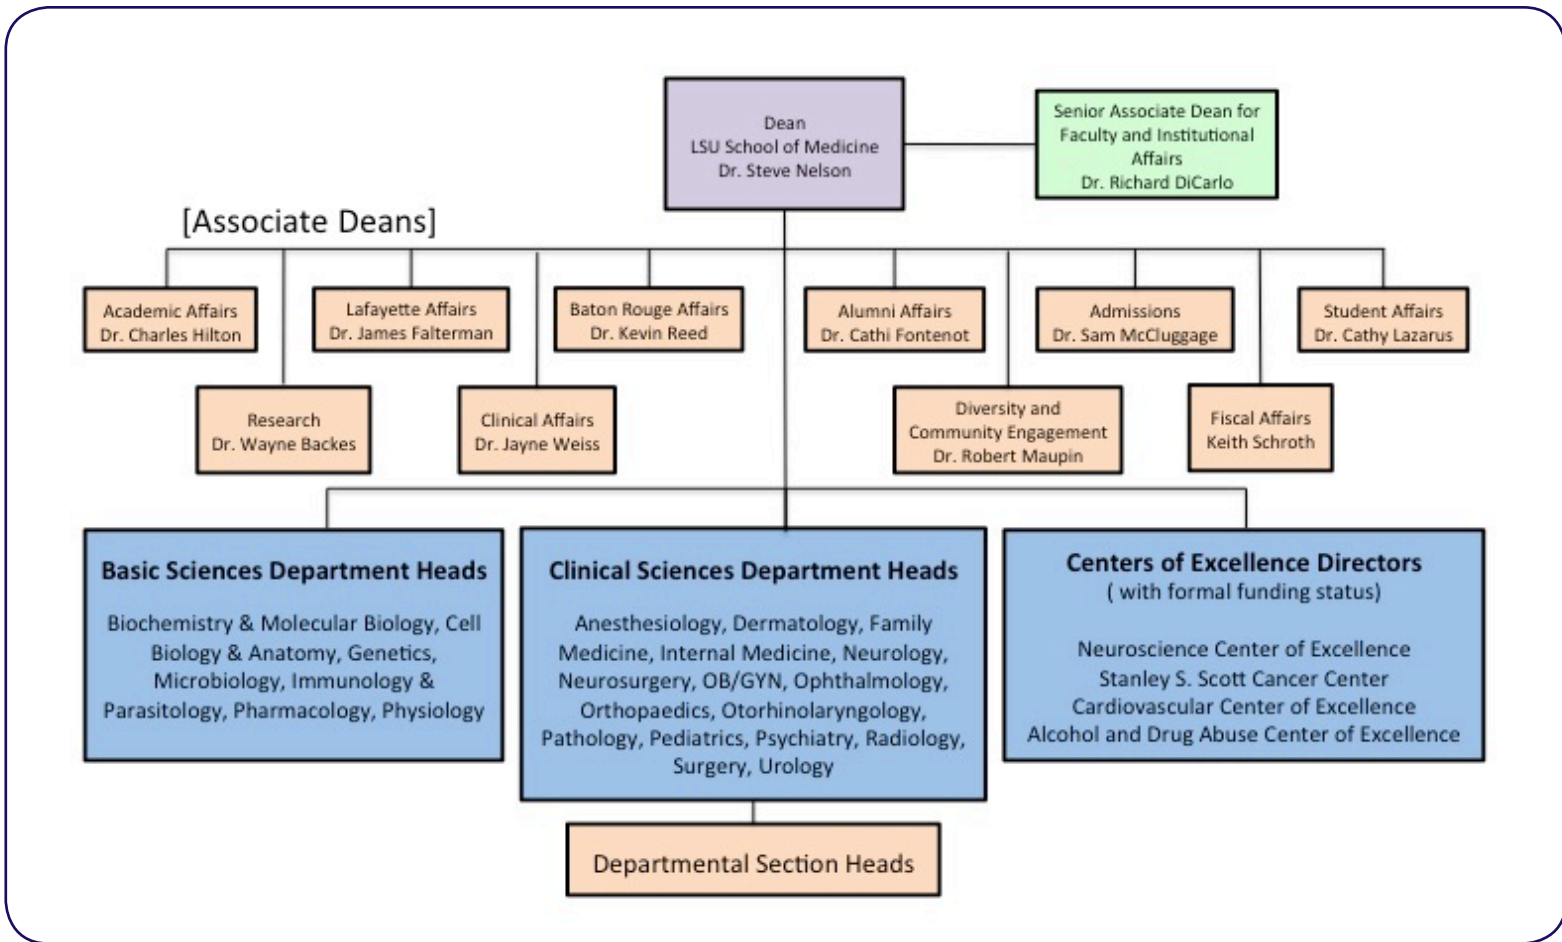 Dean
LSU School of Medicine
Dr. Steve Nelson
Senior Associate Dean for
Faculty and Institutional
Affairs
Dr. Richard DiCarlo
[Associate Deans]
Academic Affairs
Dr. Charles Hilton
Lafayette Affairs
Dr. James Falterman
Baton Rouge Affairs
Dr. Kevin Reed
Alumni Affairs
Dr. Cathi Fontenot
Admissions
Dr. Sam McCluggage
Student Affairs
Dr. Cathy Lazarus
Research
Dr. Wayne Backes
Clinical Affairs
Dr. Jayne Weiss
Diversity and
Community Engagement
Dr. Robert Maupin
Fiscal Affairs
Keith Schroth
Basic Sciences Department Heads
Biochemistry & Molecular Biology, Cell
Biology & Anatomy, Genetics,
Microbiology, Immunology &
Parasitology, Pharmacology, Physiology
Clinical Sciences Department Heads
Anesthesiology, Dermatology, Family
Medicine, Internal Medicine, Neurology,
Neurosurgery, OB/GYN, Ophthalmology,
Orthopaedics, Otorhinolaryngology,
Pathology, Pediatrics, Psychiatry, Radiology,
Surgery, Urology
Centers of Excellence Directors
( with formal funding status)
Neuroscience Center of Excellence
Stanley S. Scott Cancer Center
Cardiovascular Center of Excellence
Alcohol and Drug Abuse Center of Excellence
Departmental Section Heads